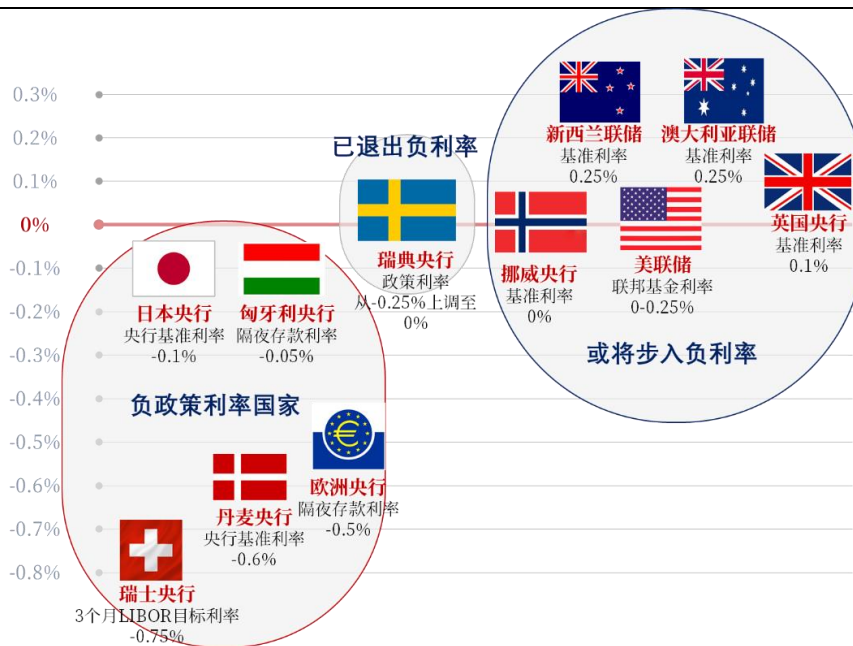 0.3%
0.2%
0.1%
0%
-0.1%
-0.2%
-0.3%
-0.4%
-0.5%
-0.6%
-0.7%
-0.8%
已退出负利率
瑞典央行
政策利率
从-0.25%上调至
0%
新西兰联储
基准利率
0.25%
澳大利亚联储
基准利率
0.25%
英国央行
基准利率
0.1%
挪威央行
基准利率
0%
美联储
联邦基金利率
0-0.25%
或将步入负利率
日本央行
央行基准利率
-0.1%
匈牙利央行
隔夜存款利率
-0.05%
负政策利率国家
欧洲央行
隔夜存款利率
-0.5%
丹麦央行
央行基准利率
-0.6%
瑞士央行
3个月LIBOR目标利率
-0.75%